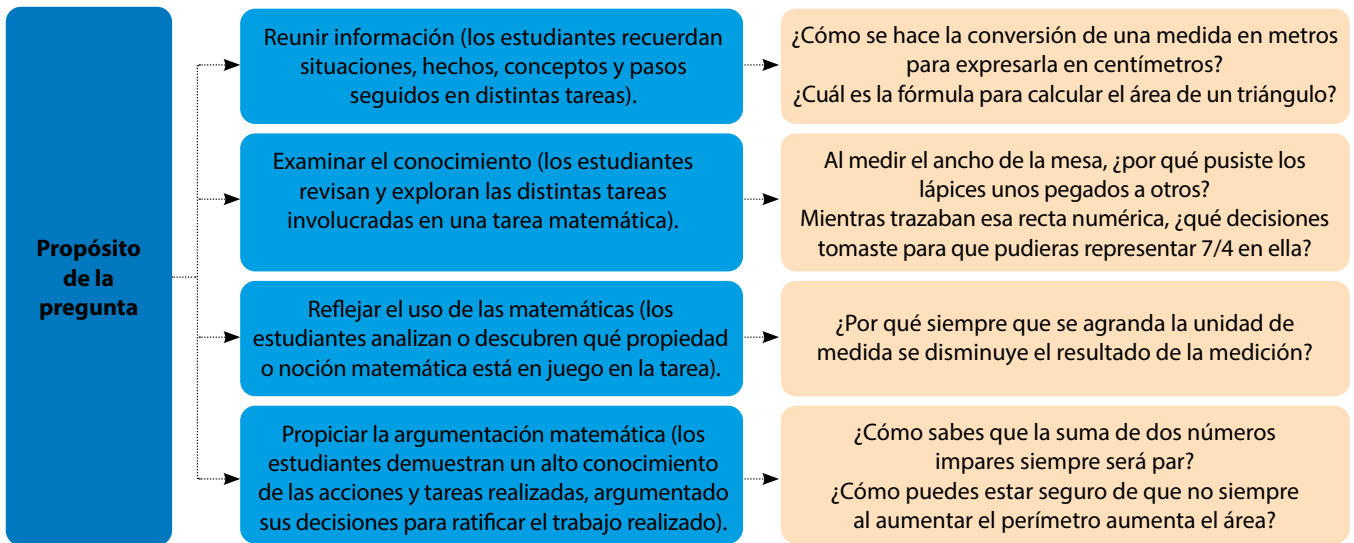 Propósito
de la
pregunta
Reunir información (los estudiantes recuerdan
situaciones, hechos, conceptos y pasos
seguidos en distintas tareas).
¿Cómo se hace la conversión de una medida en metros
para expresarla en centímetros?
¿Cuál es la fórmula para calcular el área de un triángulo?
Examinar el conocimiento (los estudiantes
revisan y exploran las distintas tareas
involucradas en una tarea matemática).
Al medir el ancho de la mesa, ¿por qué pusiste los
lápices unos pegados a otros?
Mientras trazaban esa recta numérica, ¿qué decisiones
tomaste para que pudieras representar 7/4 en ella?
Reflejar el uso de las matemáticas (los
estudiantes analizan o descubren qué propiedad
o noción matemática está en juego en la tarea).
¿Por qué siempre que se agranda la unidad de
medida se disminuye el resultado de la medición?
Propiciar la argumentación matemática (los
estudiantes demuestran un alto conocimiento
de las acciones y tareas realizadas, argumentado
sus decisiones para ratificar el trabajo realizado).
¿Cómo sabes que la suma de dos números
impares siempre será par?
¿Cómo puedes estar seguro de que no siempre
al aumentar el perímetro aumenta el área?